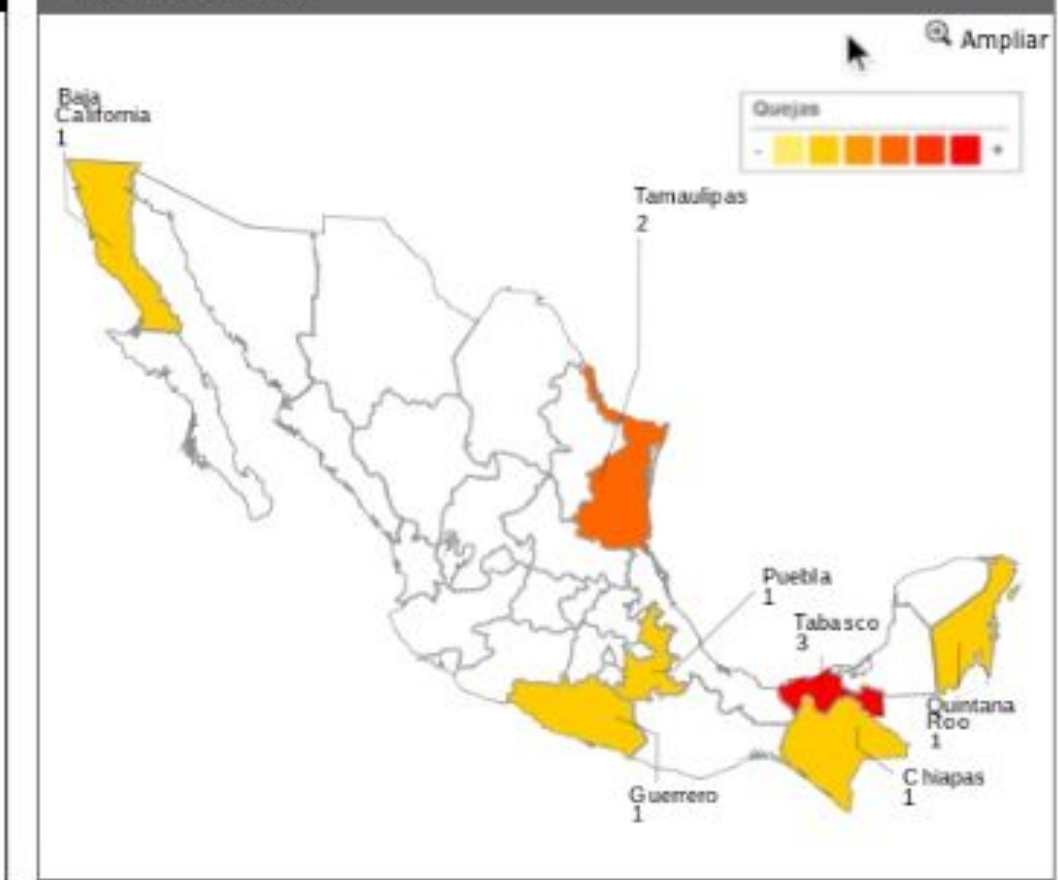 Ampliar
Baja
California
1
Quejas
- +
Tamaulipas
2
Puebla
1
Tabasco
3
Quintana
Roo
1
Chiapas
1
Guerrero
1